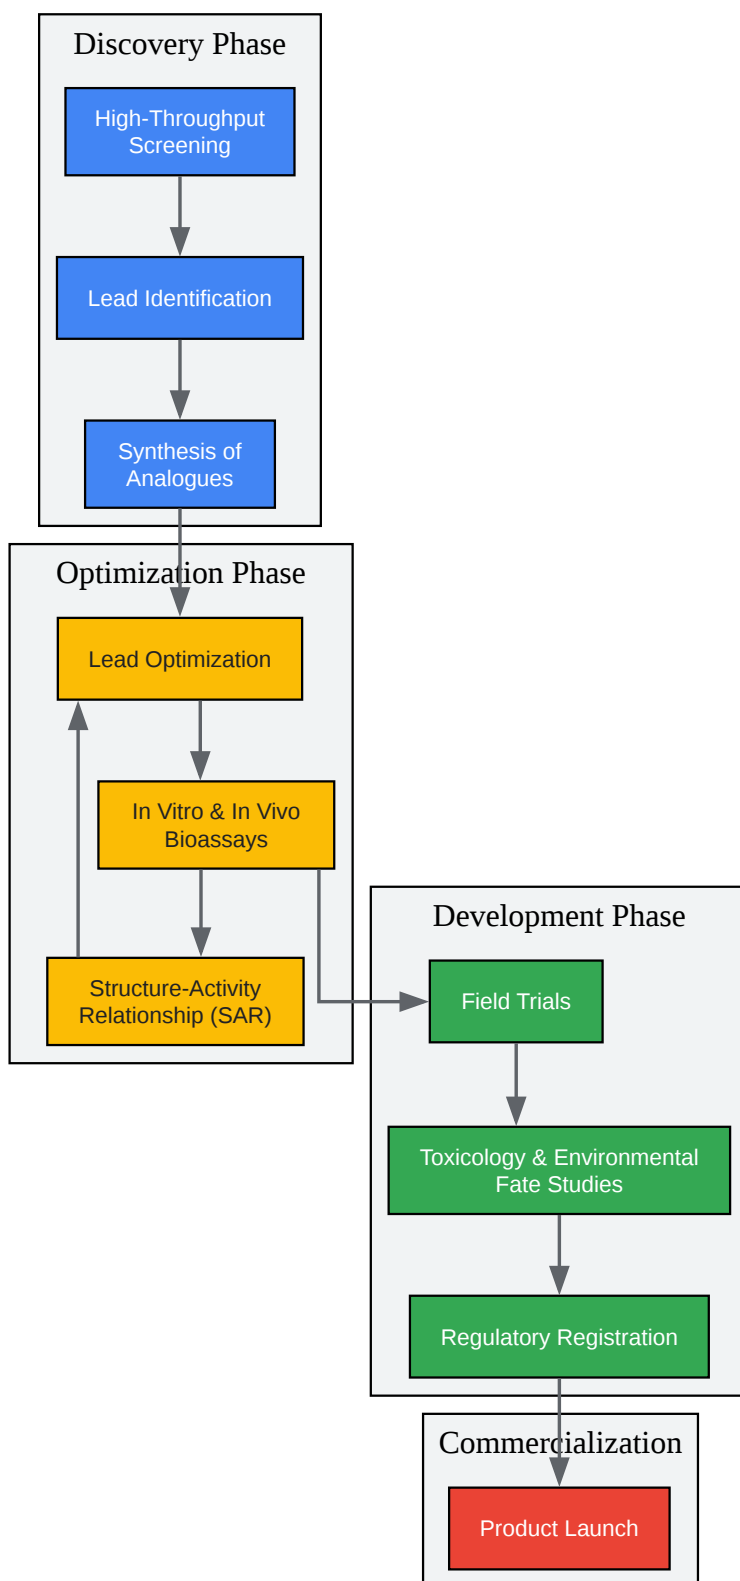 Discovery Phase
High-Throughput
Screening
Lead Identification
Synthesis of
Analogues
Optimization Phase
Lead Optimization
In Vitro & In Vivo
Bioassays
Structure-Activity
Relationship (SAR)
Development Phase
Field Trials
Toxicology & Environmental
Fate Studies
Regulatory Registration
Commercialization
Product Launch